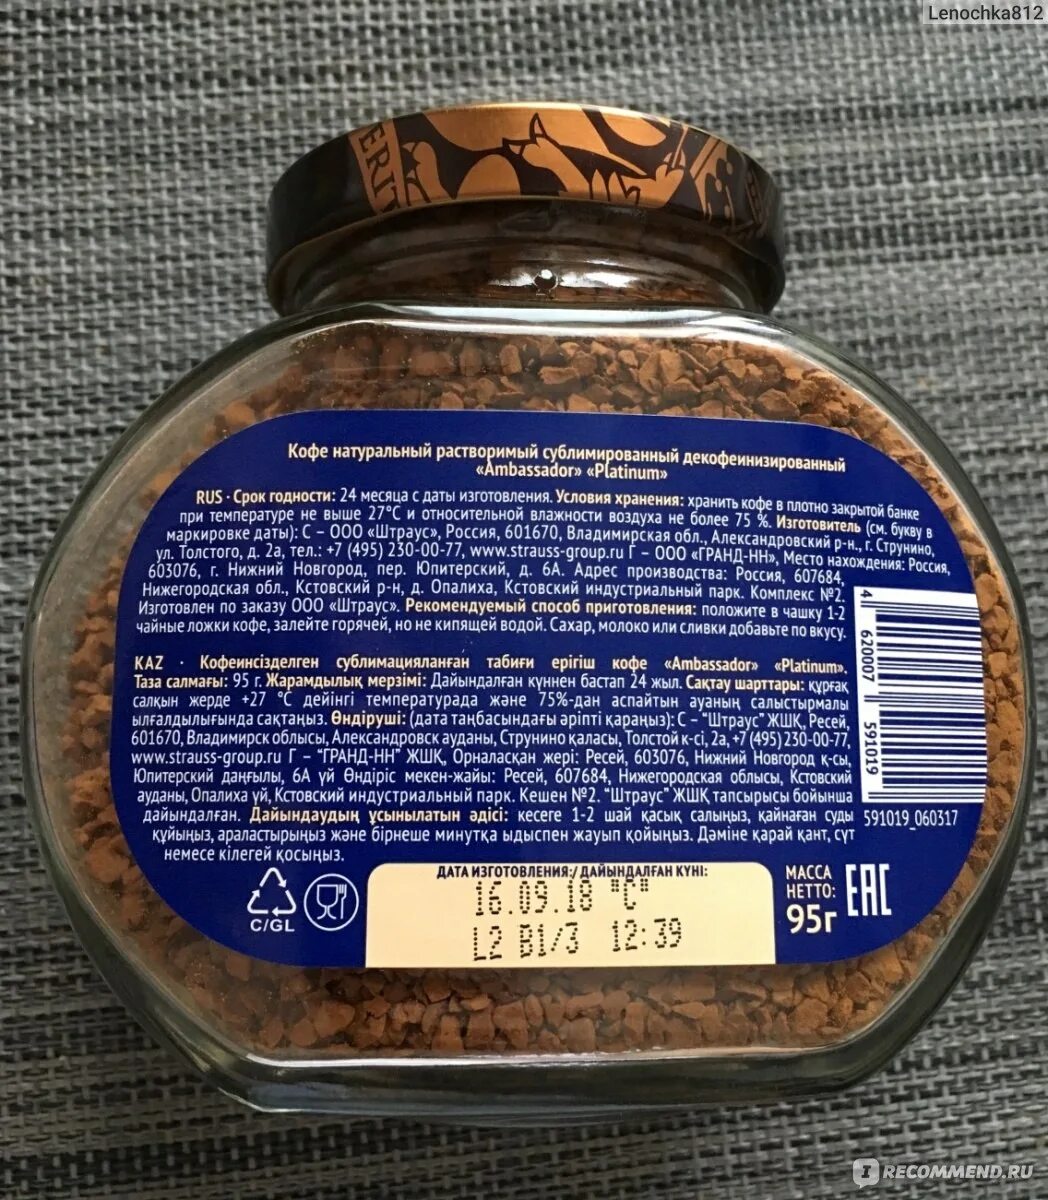 Lenochka812
ERI
Кофе натуральный растворимый сублимированный декофеинизированный
«Ambassador» «Platinum»
RUS · Срок годности: 24 месяца с даты изготовления. Условия хранения: хранить кофе в плотно закрытой банке
при температуре не выше 27°С и относительной влажности воздуха не более 75 %. Изготовитель (см. букву в
маркировке даты): С – ООО «Штраус», Россия, 601670, Владимирская обл., Александровский р-н., г. Струнино,
ул. Толстого, д. 2а, тел.: +7 (495) 230-00-77, www.strauss-group.ru Г – ООО «ГРАНД-НН», Место нахождения: Россия,
603076, г. Нижний Новгород, пер. Юпитерский, д. 6А. Адрес производства: Россия, 607684,
Нижегородская обл., Кстовский р-н, д. Опалиха, Кстовский индустриальный парк. Комплекс №2.
Изготовлен по заказу ООО «Штраус». Рекомендуемый способ приготовления: положите в чашку 1-2
чайные ложки кофе, залейте горячей, но не кипящей водой. Сахар, молоко или сливки добавьте по вкусу.
KAZ · Кофеинсізделген сублимацияланған табиғи ерігіш кофе «Ambassador» «Platinum».
Таза салмағы: 95 г. Жарамдылық мерзімі: Дайындалған күннен бастап 24 жыл. Сақтау шарттары: құрғақ
салқын жерде +27 °С дейінгі температурада және 75%-дан аспайтын ауаның салыстырмалы
ылғалдылығында сақтаңыз. Өндіруші: (дата таңбасындағы әріпті қараңыз): С – "Штраус" ЖШҚ, Ресей,
601670, Владимирск облысы, Александровск ауданы, Струнино қаласы, Толстой к-сі, 2а, +7 (495) 230-00-77,
www.strauss-group.ru Г – "ГРАНД-НН" ЖШҚ, Орналасқан жері: Ресей, 603076, Нижний Новгород қ-сы,
Юпитерский даңғылы, 6А үй Өндіріс мекен-жайы: Ресей, 607684, Нижегородская облысы, Кстовский
ауданы, Опалиха үй, Кстовский индустриальный парк. Кешен №2. "Штраус" ЖШҚ тапсырысы бойынша
дайындалған. Дайындаудың ұсынылатын әдісі: кесеге 1-2 шай қасық салыңыз, қайнаған суды
құйыңыз, араластырыңыз және бірнеше минутқа ыдыспен жауып қойыңыз. Дәміне қарай қант, сүт
немесе кілегей қосыңыз.
4 620007 591019
591019_060317
C/GL
ДАТА ИЗГОТОВЛЕНИЯ:/ДАЙЫНДАЛҒАН КҮНІ:
16.09.18 "С"
L2 B1/3 12:39
МАССА
НЕТТО:
95г
EAC
IRECOMMEND.RU